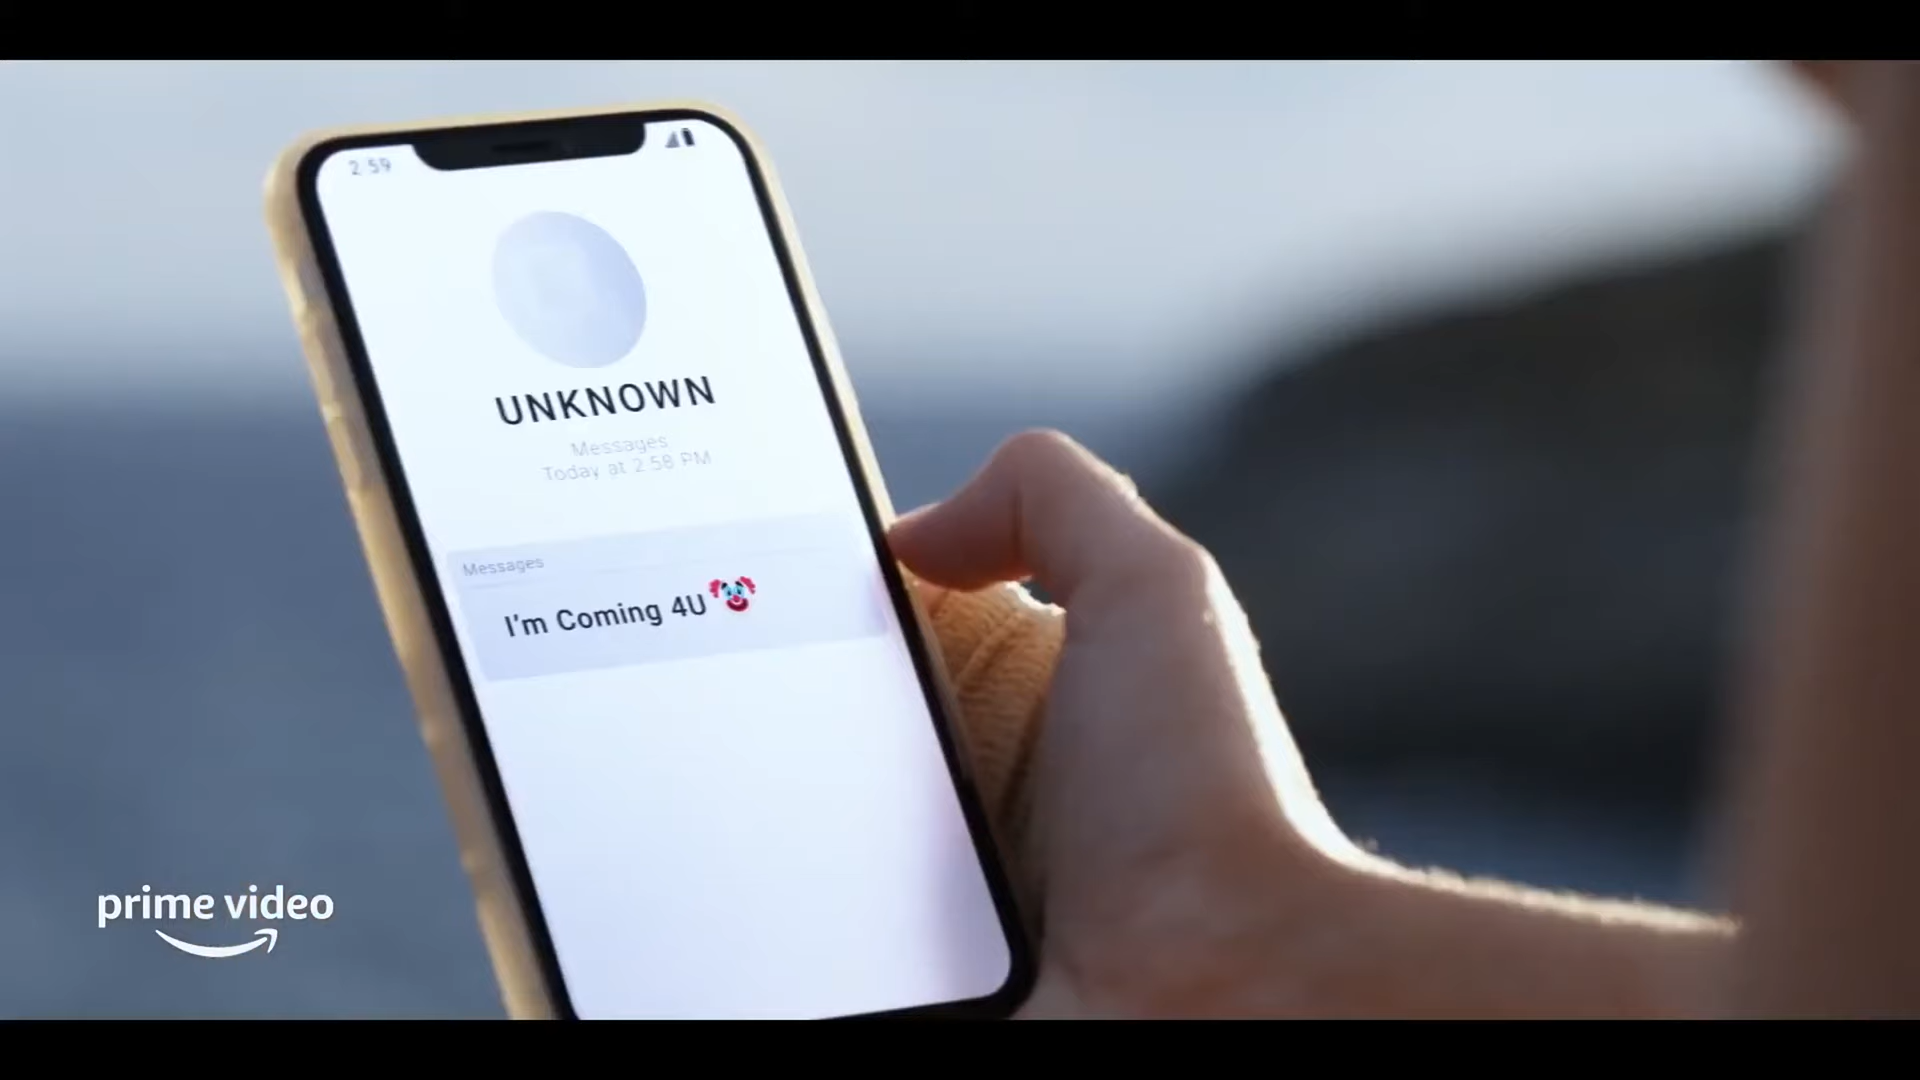 2 59
UNKNOWN
Messages
Today at 2 58 PM
Messages
I'm Coming 4U🤡
prime video